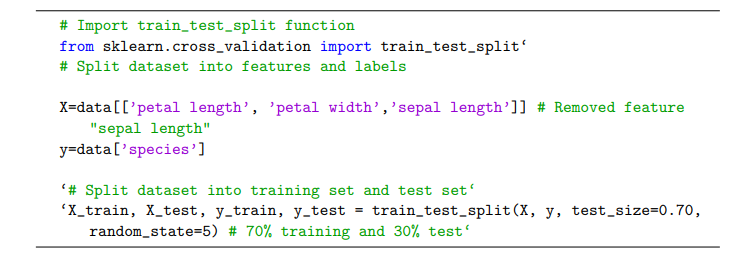 # Import train_test_split function
from sklearn.cross_validation import train_test_split‘
# Split dataset into features and labels
X=data[[’petal length’, ’petal width’,’sepal length’]] # Removed feature
"sepal length"
y=data[’species’]
‘# Split dataset into training set and test set‘
‘X_train, X_test, y_train, y_test = train_test_split(X, y, test_size=0.70,
random_state=5) # 70% training and 30% test‘